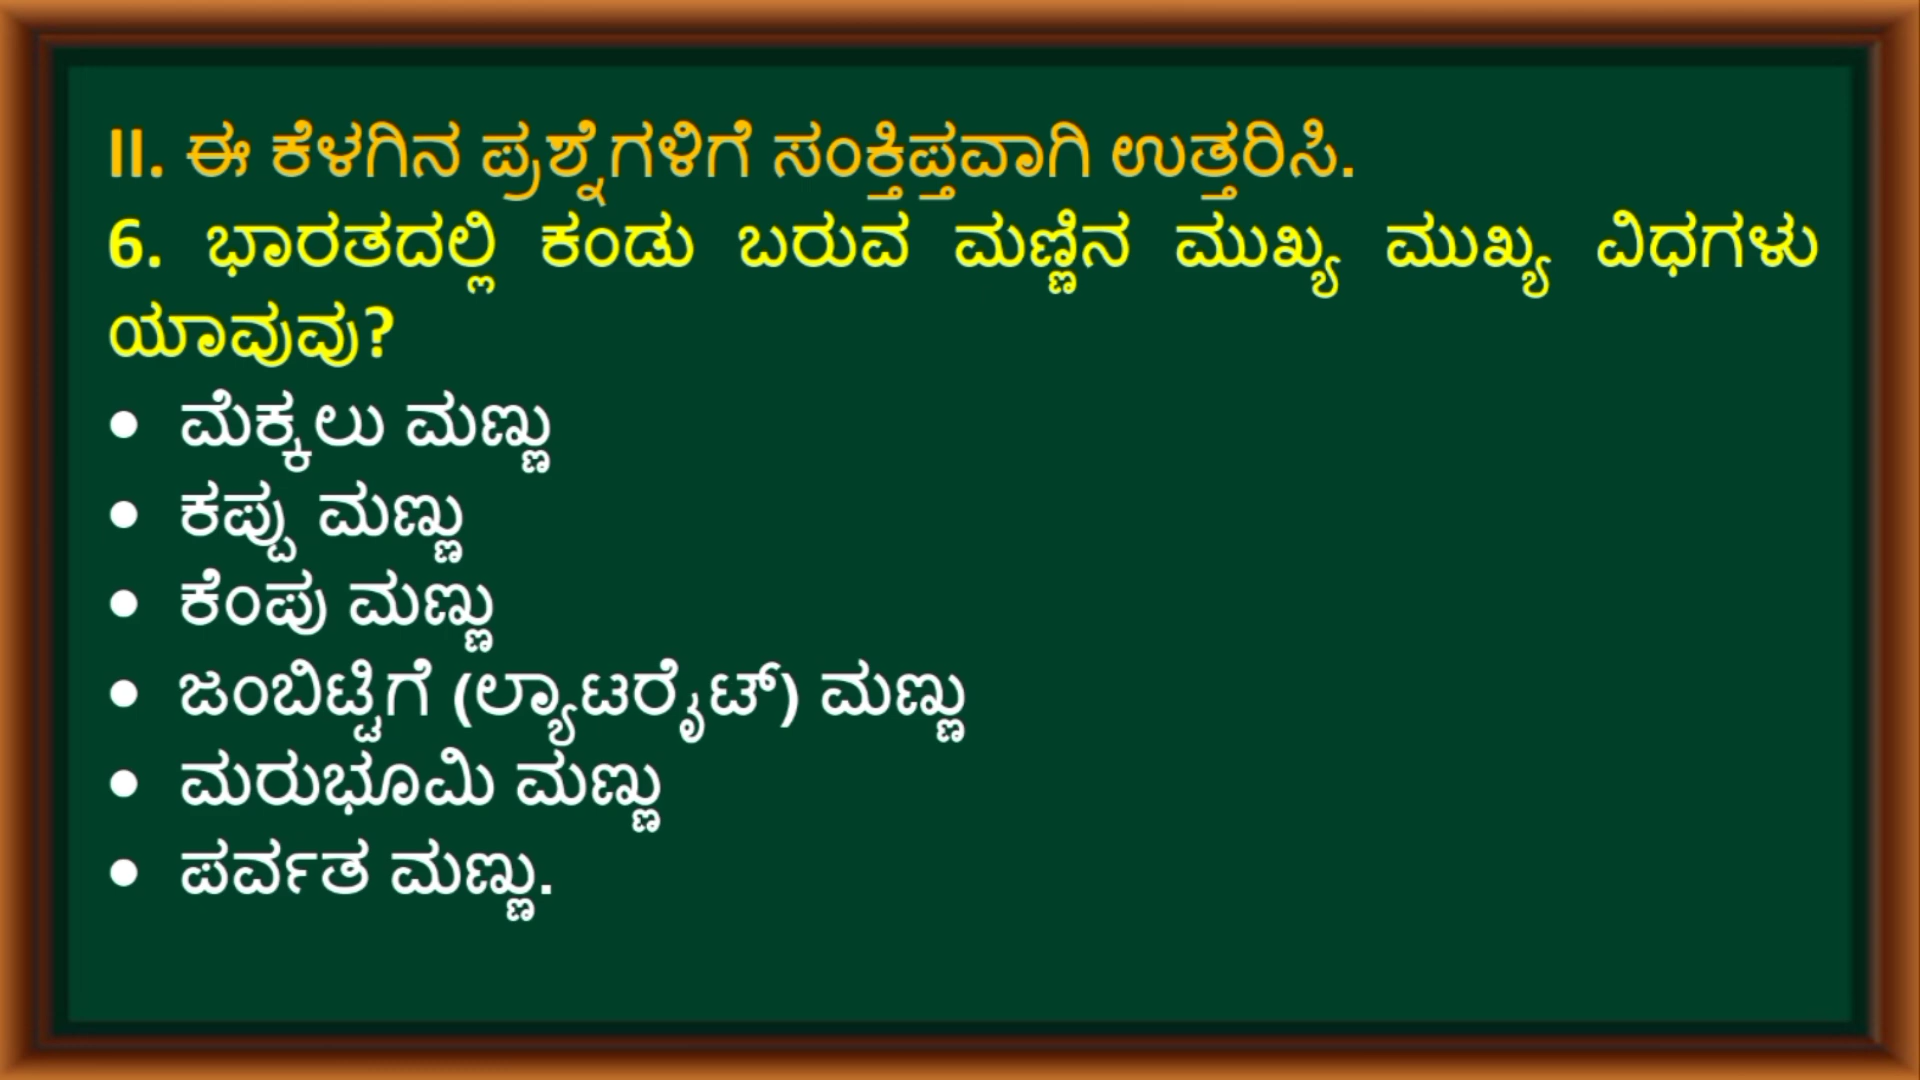 II. ಈ ಕೆಳಗಿನ ಪ್ರಶ್ನೆಗಳಿಗೆ ಸಂಕ್ತಿಪ್ತವಾಗಿ ಉತ್ತರಿಸಿ.
6. ಭಾರತದಲ್ಲಿ ಕಂಡು ಬರುವ ಮಣ್ಣಿನ ಮುಖ್ಯ ಮುಖ್ಯ ವಿಧಗಳು
ಯಾವುವು?
• ಮೆಕ್ಕಲು ಮಣ್ಣು
• ಕಪ್ಪು ಮಣ್ಣು
• ಕೆಂಪು ಮಣ್ಣು
• ಜಂಬಿಟ್ಟಿಗೆ (ಲ್ಯಾಟರೈಟ್) ಮಣ್ಣು
• ಮರುಭೂಮಿ ಮಣ್ಣು
• ಪರ್ವತ ಮಣ್ಣು.